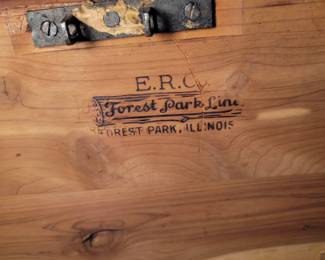 E.R.C.
Forest Park Line
FOREST PARK, ILLINOIS